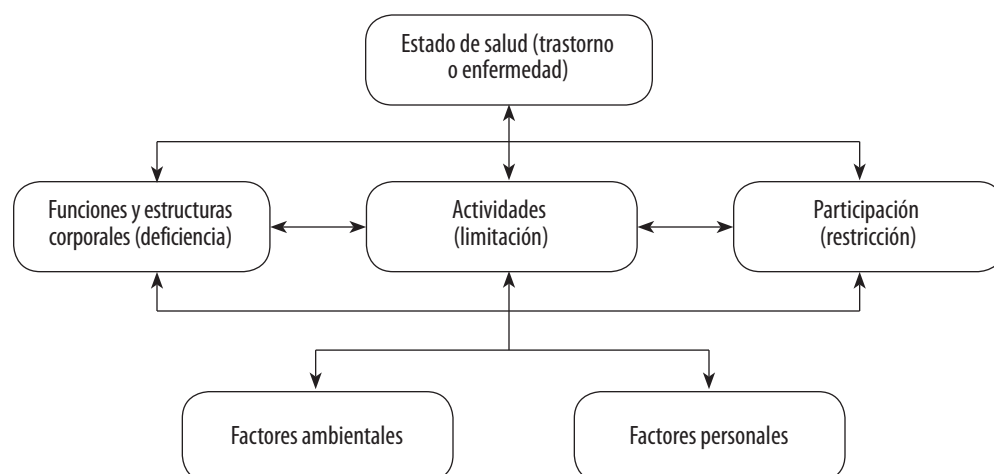 Estado de salud (trastorno
o enfermedad)
Funciones y estructuras
corporales (deficiencia)
Actividades
(limitación)
Participación
(restricción)
Factores ambientales
Factores personales